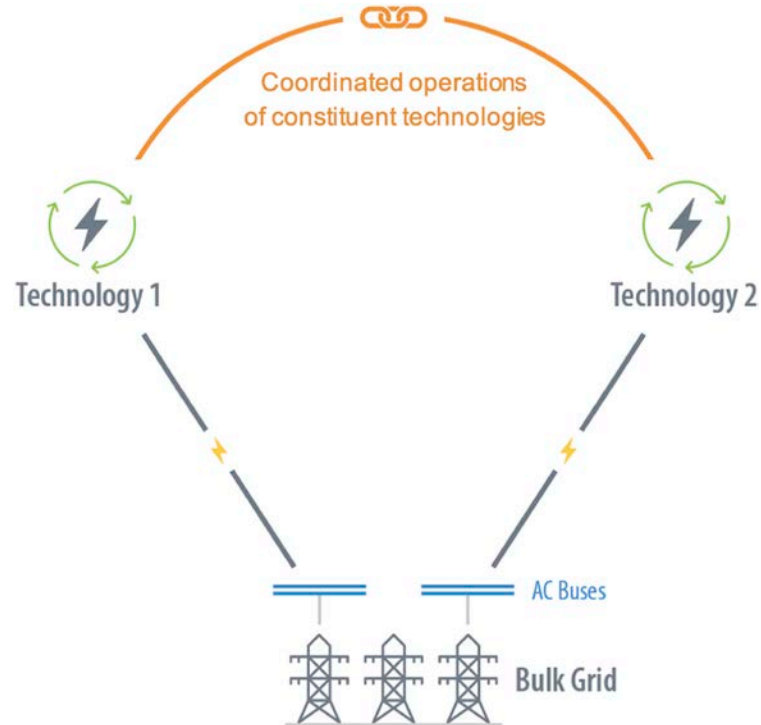 Coordinated operations
of constituent technologies
Technology 1
Technology 2
AC Buses
Bulk Grid